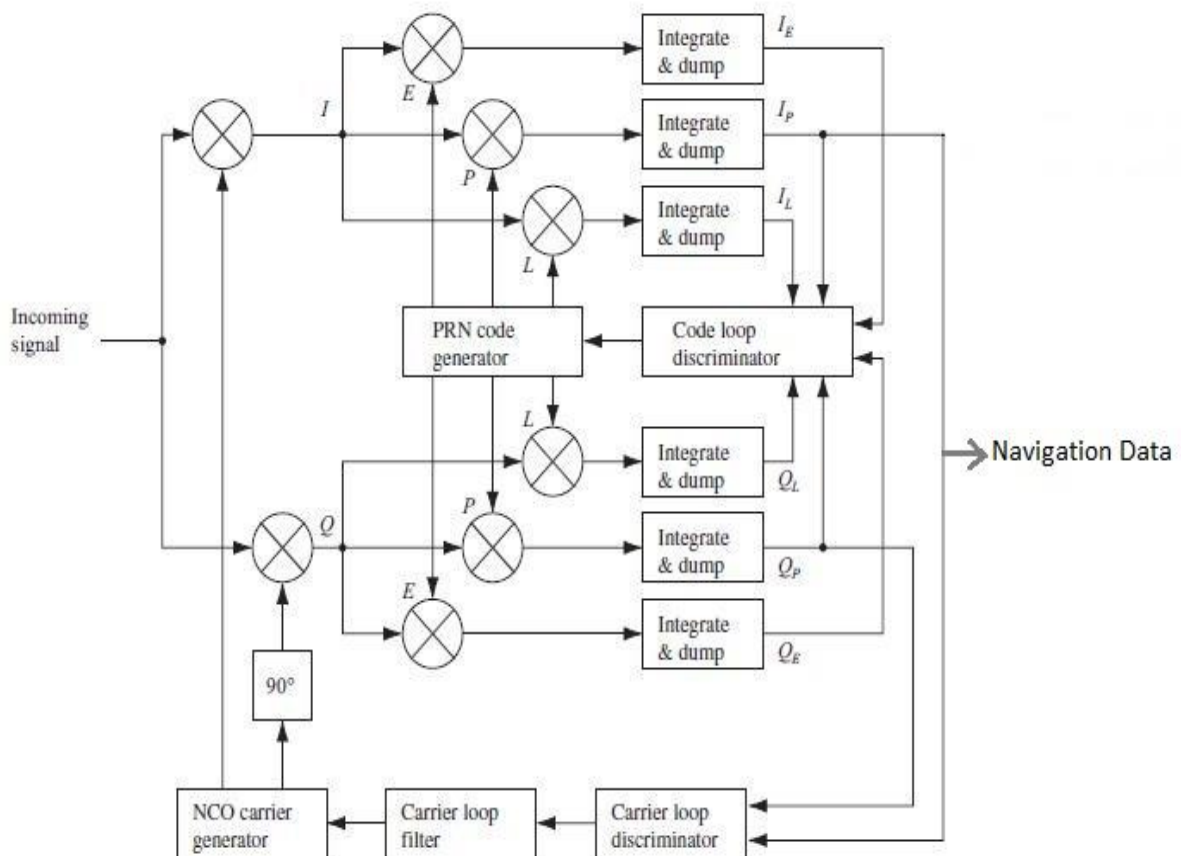 Integrate
& dump
I_E
E
I
Integrate
& dump
I_P
P
Integrate
& dump
I_L
L
Incoming
signal
PRN code
generator
Code loop
discriminator
L
Integrate
& dump
Q_L
Navigation Data
Q
P
Integrate
& dump
Q_P
E
Integrate
& dump
Q_E
90°
NCO carrier
generator
Carrier loop
filter
Carrier loop
discriminator